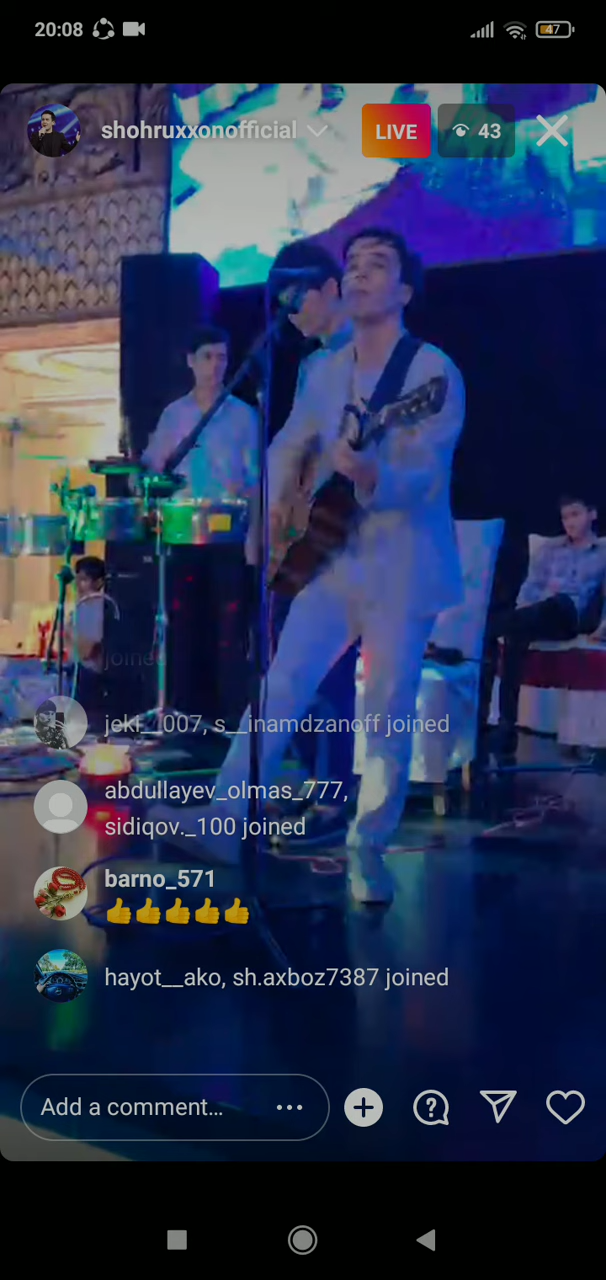 20:08
47
shohruxxonofficial
LIVE
43
joined
jeki__007, s__inamdzanoff joined
abdullayev_olmas_777,
sidiqov._100 joined
barno_571
👍👍👍👍👍
hayot__ako, sh.axboz7387 joined
Add a comment...